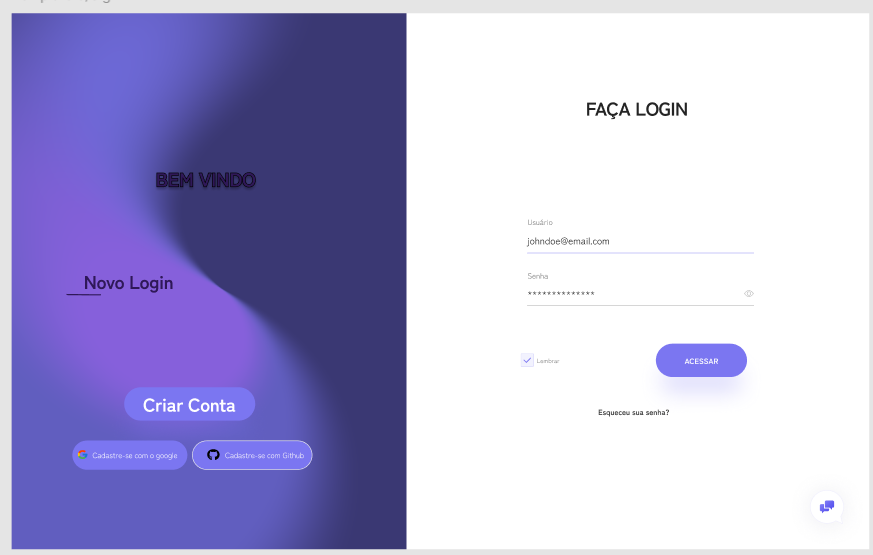 BEM VINDO
Novo Login
Criar Conta
Cadastre-se com o google
Cadastre-se com Github
FAÇA LOGIN
Usuário
johndoe@email.com
Senha
**************
Lembrar
ACESSAR
Esqueceu sua senha?